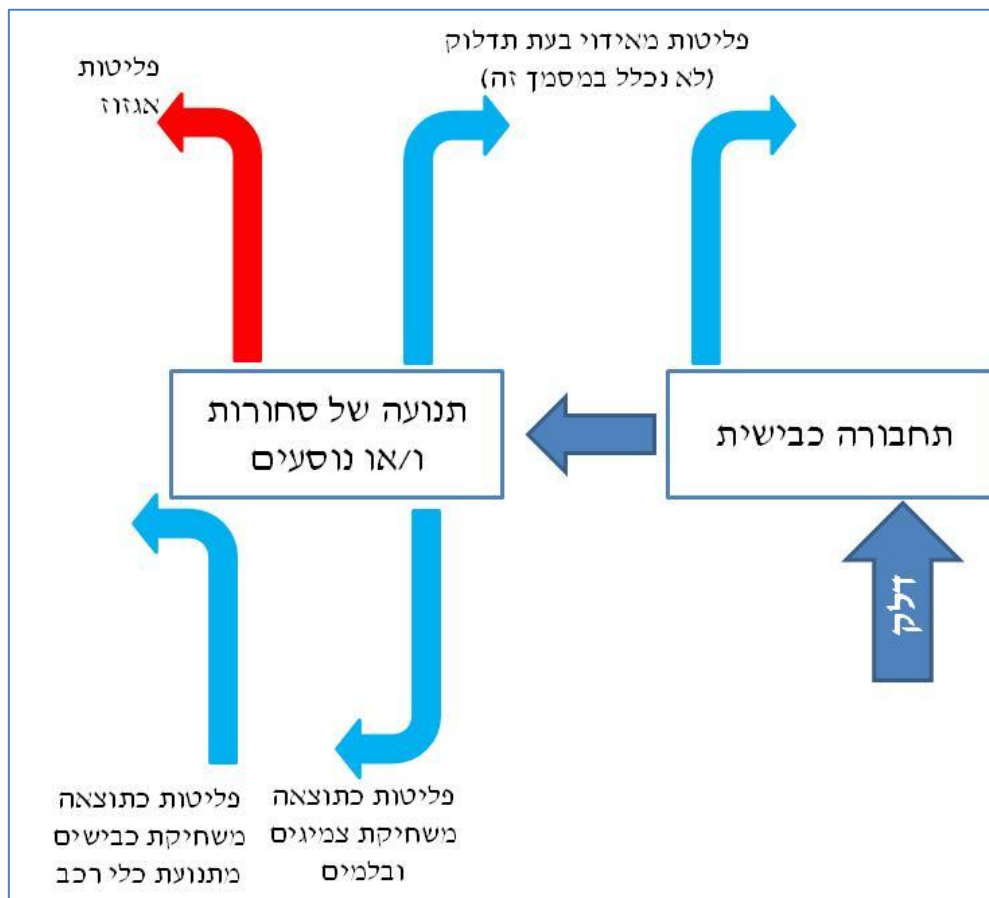 פליטות מאידוי בעת תדלוק
(לא נכלל במסמך זה)
פליטות
אגזוז
תחבורה כבישית
תנועה של סחורות
ו/או נוסעים
דלק
פליטות כתוצאה
משחיקת צמיגים
ובלמים
פליטות כתוצאה
משחיקת כבישים
מתנועת כלי רכב